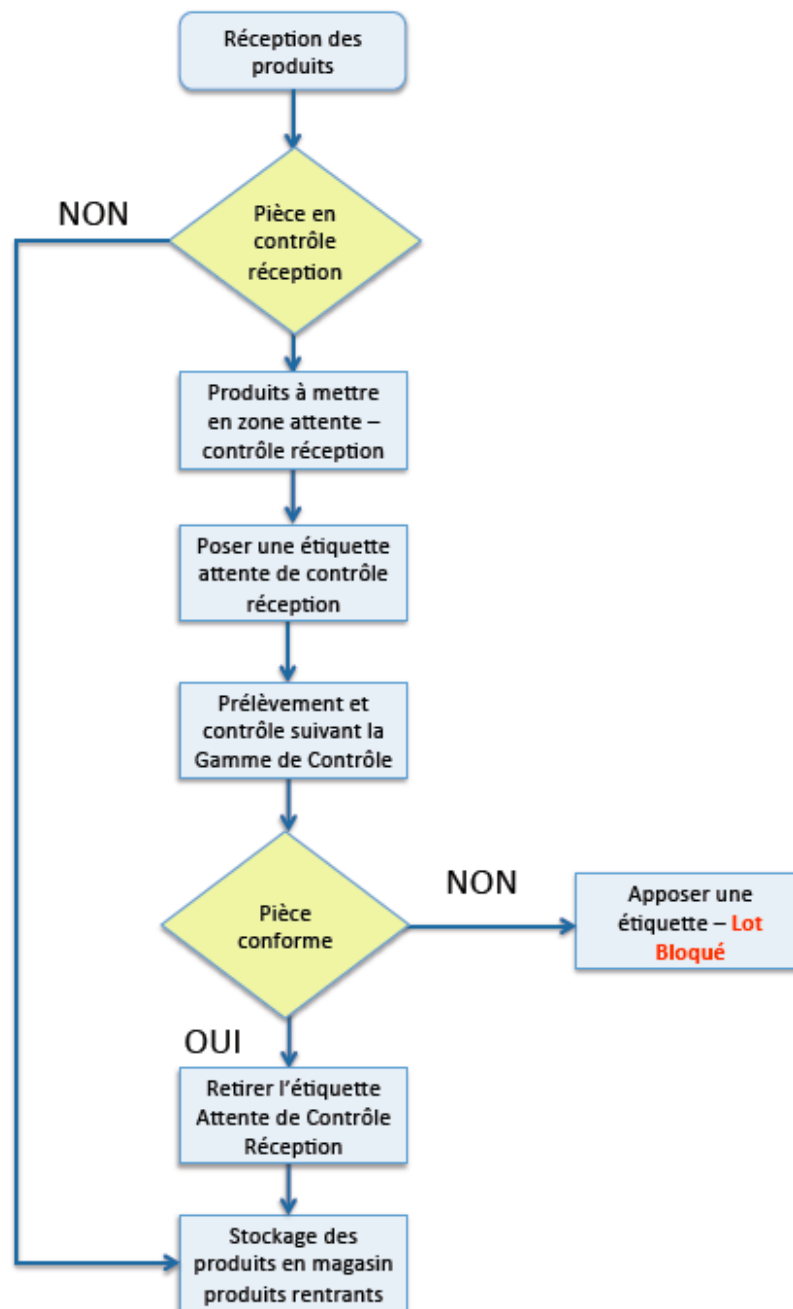 Réception des
produits
NON
Pièce en
contrôle
réception
Produits à mettre
en zone attente –
contrôle réception
Poser une étiquette
attente de contrôle
réception
Prélèvement et
contrôle suivant la
Gamme de Contrôle
Pièce
conforme
NON
Apposer une
étiquette – Lot
Bloqué
OUI
Retirer l’étiquette
Attente de Contrôle
Réception
Stockage des
produits en magasin
produits rentrants